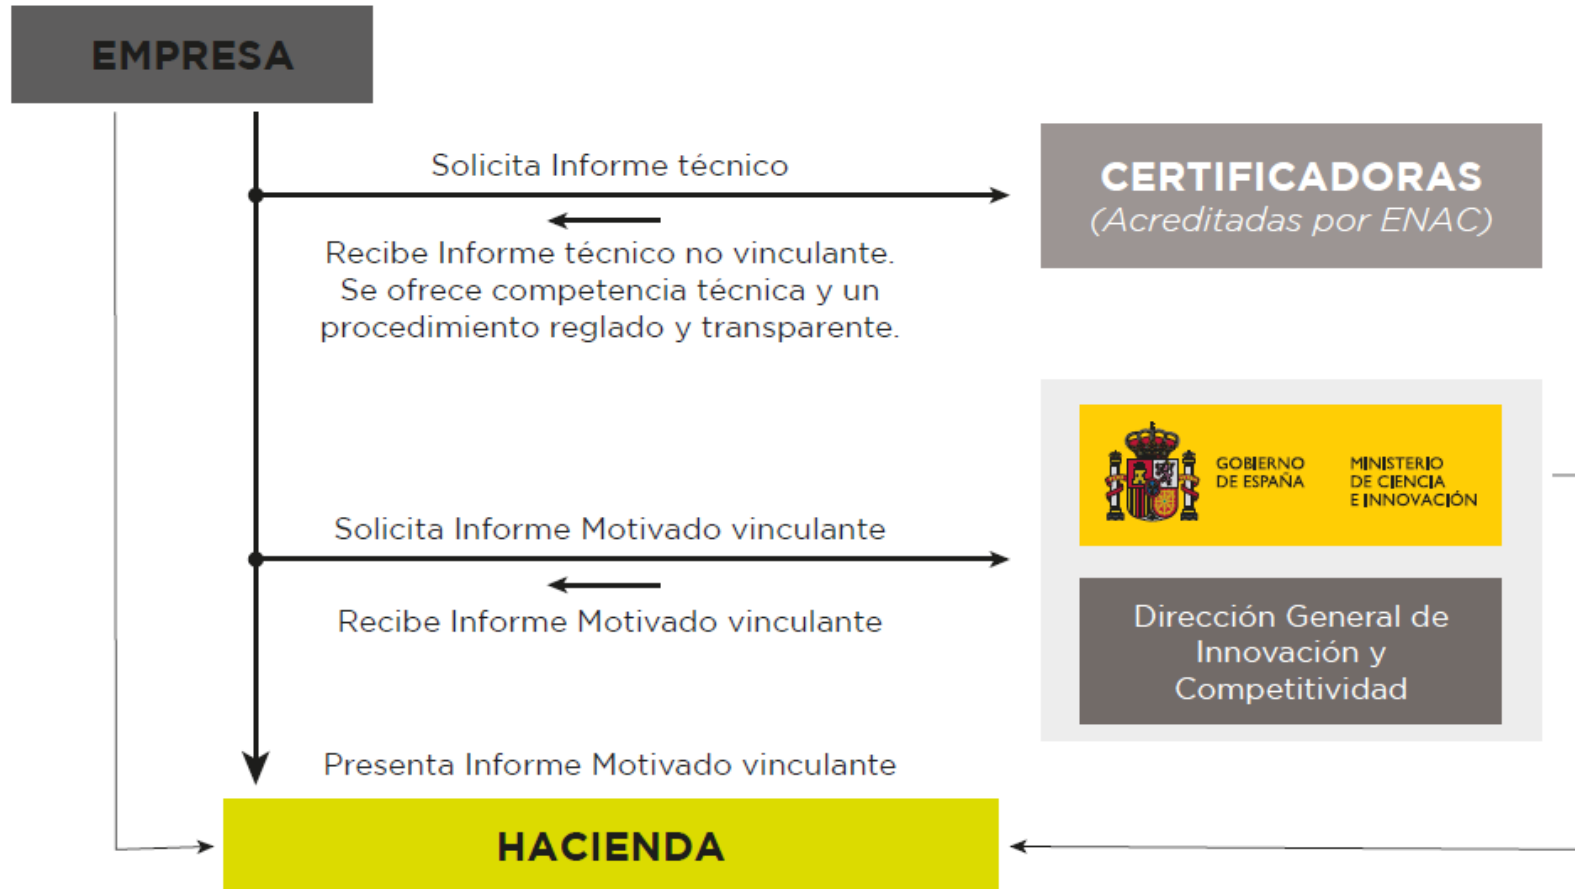 EMPRESA
Solicita Informe técnico
CERTIFICADORAS
(Acreditadas por ENAC)
Recibe Informe técnico no vinculante.
Se ofrece competencia técnica y un
procedimiento reglado y transparente.
GOBIERNO
DE ESPAÑA
MINISTERIO
DE CIENCIA
E INNOVACIÓN
Solicita Informe Motivado vinculante
Recibe Informe Motivado vinculante
Dirección General de
Innovación y
Competitividad
Presenta Informe Motivado vinculante
HACIENDA